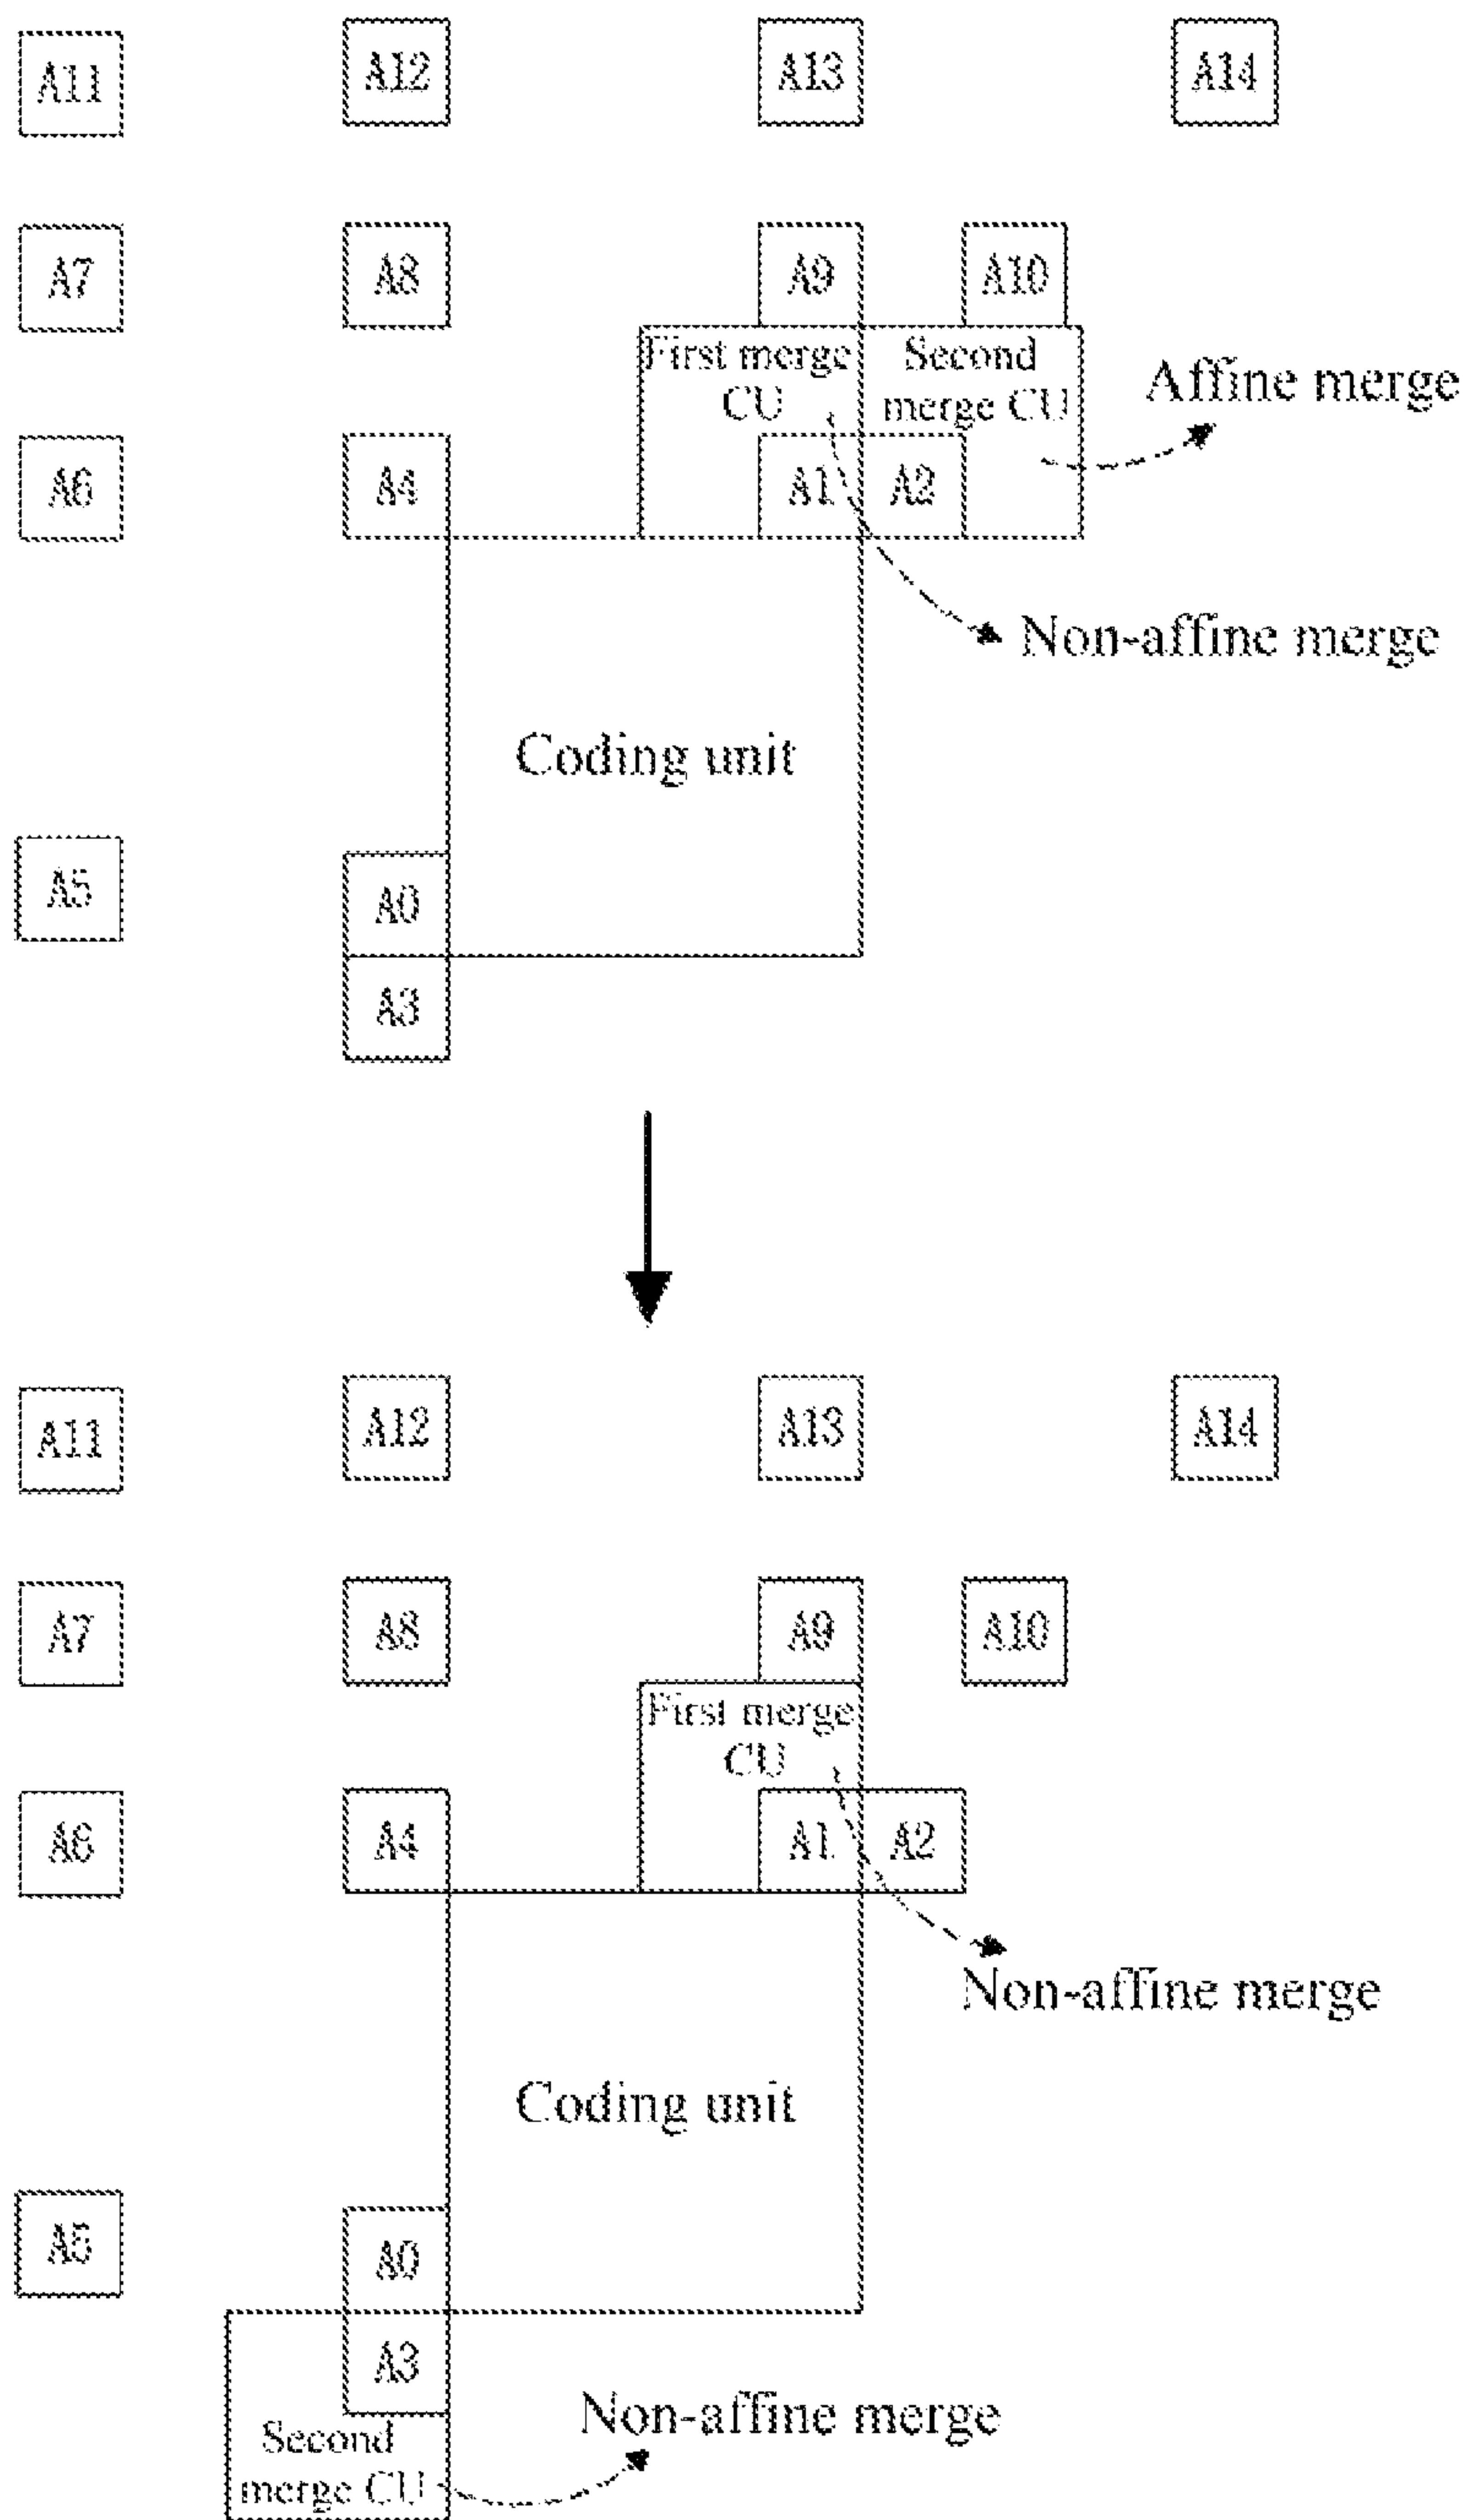 A11
A12
A13
A14
A7
A8
A9
A10
First merge
CU
Second
merge CU
Affine merge
A6
A4
A1
A2
Non-affine merge
Coding unit
A5
A0
A3
A11
A12
A13
A14
A7
A8
A9
A10
First merge
CU
A6
A4
A1
A2
Non-affine merge
Coding unit
A5
A0
A3
Non-affine merge
Second
merge CU